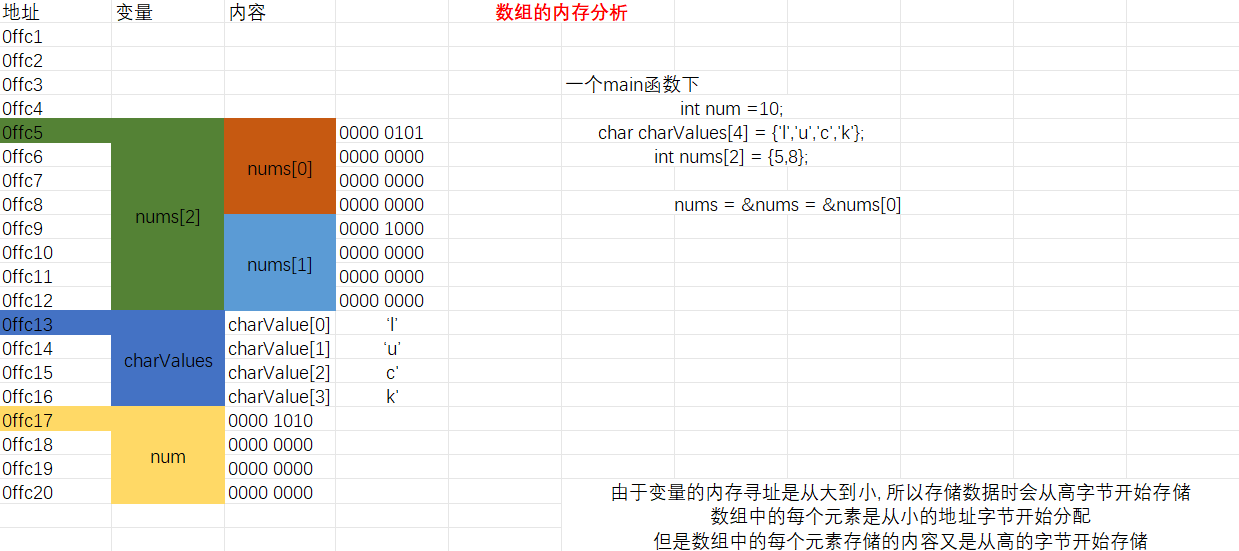 地址 变量 内容 数组的内存分析
0ffc1
0ffc2
0ffc3 一个main函数下
0ffc4 int num =10;
0ffc5 0000 0101 char charValues[4] = {'l','u','c','k'};
0ffc6 0000 0000 int nums[2] = {5,8};
nums[0]
0ffc7 0000 0000
0ffc8 0000 0000 nums = &nums = &nums[0]
nums[2]
0ffc9 0000 1000
0ffc10 0000 0000
nums[1]
0ffc11 0000 0000
0ffc12 0000 0000
0ffc13 charValue[0] ‘l’
0ffc14 charValue[1] ‘u’
charValues
0ffc15 charValue[2] c'
0ffc16 charValue[3] k'
0ffc17 0000 1010
0ffc18 0000 0000
num
0ffc19 0000 0000
0ffc20 0000 0000 由于变量的内存寻址是从大到小, 所以存储数据时会从高字节开始存储
数组中的每个元素是从小的地址字节开始分配
但是数组中的每个元素存储的内容又是从高的字节开始存储